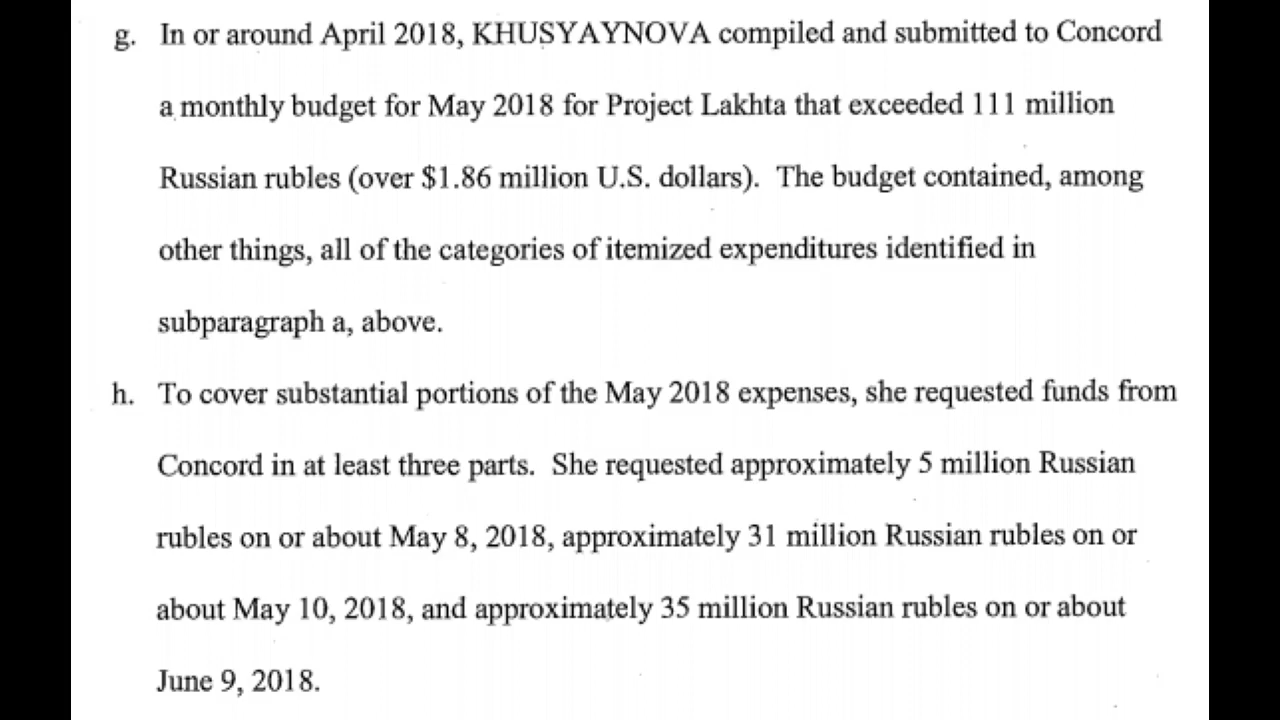 g. In or around April 2018, KHUSYAYNOVA compiled and submitted to Concord
a monthly budget for May 2018 for Project Lakhta that exceeded 111 million
Russian rubles (over $1.86 million U.S. dollars). The budget contained, among
other things, all of the categories of itemized expenditures identified in
subparagraph a, above.
h. To cover substantial portions of the May 2018 expenses, she requested funds from
Concord in at least three parts. She requested approximately 5 million Russian
rubles on or about May 8, 2018, approximately 31 million Russian rubles on or
about May 10, 2018, and approximately 35 million Russian rubles on or about
June 9, 2018.